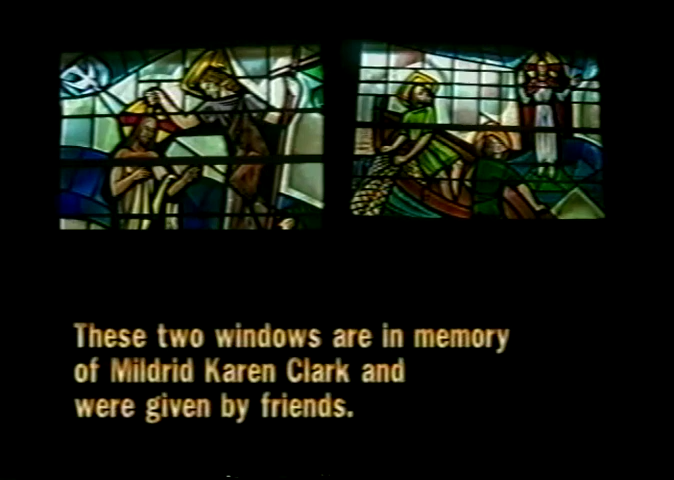 These two windows are in memory
of Mildrid Karen Clark and
were given by friends.